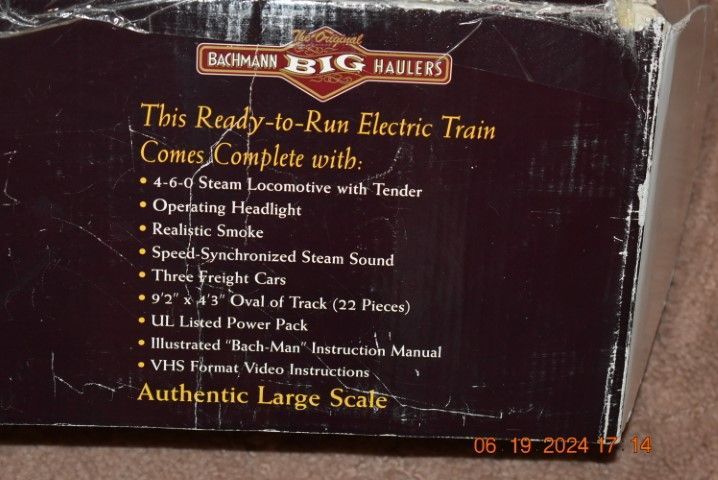 The Original
BACHMANN BIG HAULERS
This Ready-to-Run Electric Train
Comes Complete with:
• 4-6-0 Steam Locomotive with Tender
• Operating Headlight
• Realistic Smoke
• Speed-Synchronized Steam Sound
• Three Freight Cars
• 9'2" x 4'3" Oval of Track (22 Pieces)
• UL Listed Power Pack
• Illustrated "Bach-Man" Instruction Manual
• VHS Format Video Instructions
Authentic Large Scale
06 19 2024 17 14